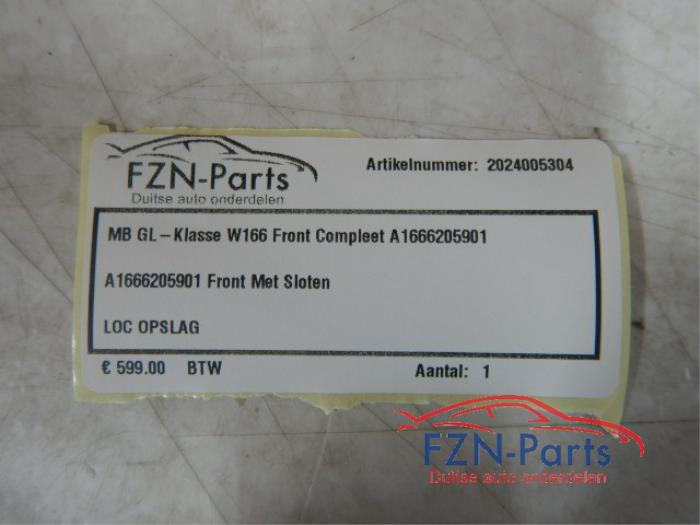 FZN-Parts
Duitse auto onderdelen
Artikelnummer: 2024005304
MB GL-Klasse W166 Front Compleet A1666205901
A1666205901 Front Met Sloten
LOC OPSLAG
€ 599.00 BTW
Aantal: 1
FZN-Parts
Duitse auto onderdelen